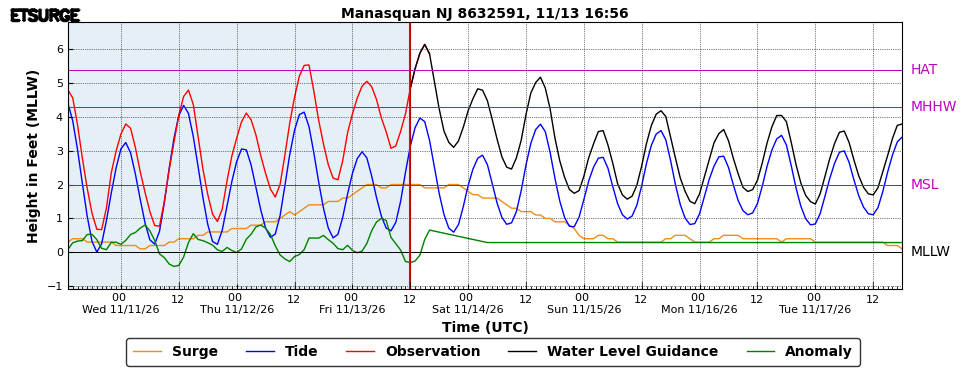 ETSURGE
Manasquan NJ 8632591, 11/13 16:56
Height in Feet (MLLW)
6
5
4
3
2
1
0
−1
HAT
MHHW
MSL
MLLW
00 12 00 12 00 12 00 12 00 12 00 12 00 12
Wed 11/11/26 Thu 11/12/26 Fri 11/13/26 Sat 11/14/26 Sun 11/15/26 Mon 11/16/26 Tue 11/17/26
Time (UTC)
Surge Tide Observation Water Level Guidance Anomaly